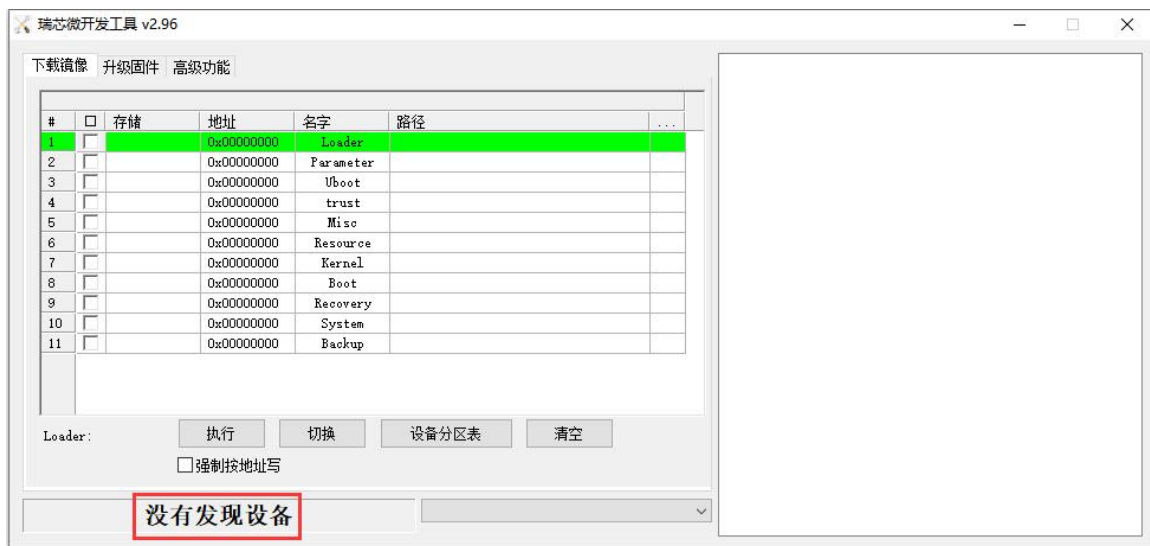 瑞芯微开发工具 v2.96
下载镜像 升级固件 高级功能
# 存储 地址 名字 路径 ...
1 0x00000000 Loader
2 0x00000000 Parameter
3 0x00000000 Uboot
4 0x00000000 trust
5 0x00000000 Misc
6 0x00000000 Resource
7 0x00000000 Kernel
8 0x00000000 Boot
9 0x00000000 Recovery
10 0x00000000 System
11 0x00000000 Backup
Loader: 执行 切换 设备分区表 清空
强制按地址写
没有发现设备